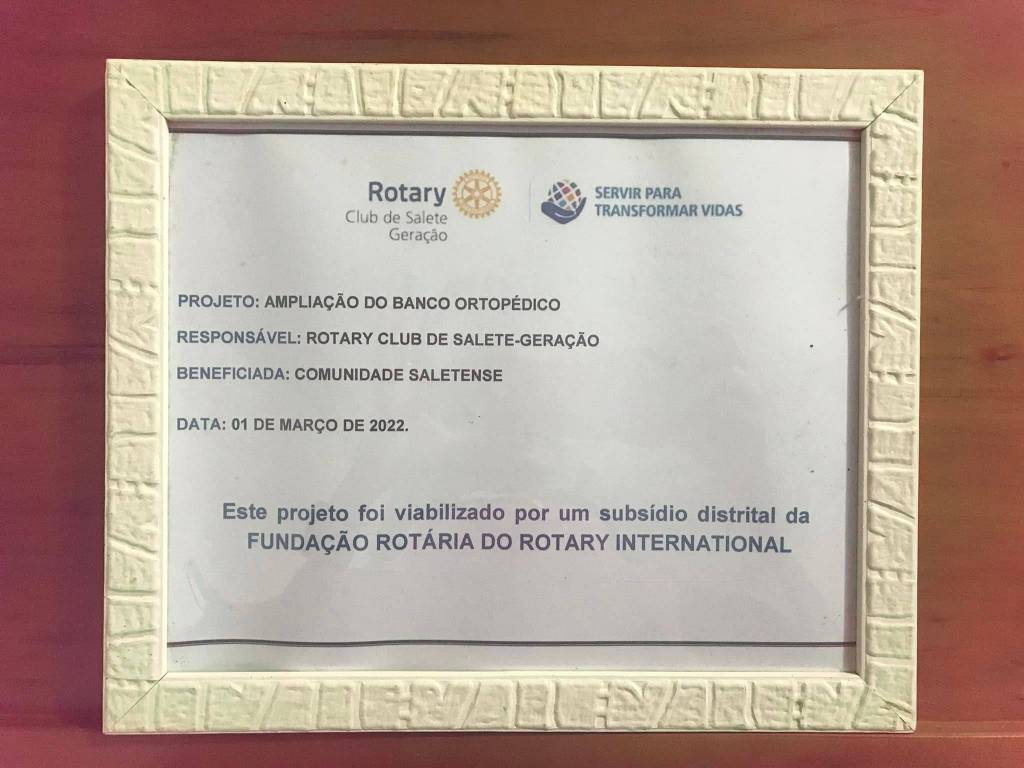 Rotary
Club de Salete
Geração
SERVIR PARA
TRANSFORMAR VIDAS
PROJETO: AMPLIAÇÃO DO BANCO ORTOPÉDICO
RESPONSÁVEL: ROTARY CLUB DE SALETE-GERAÇÃO
BENEFICIADA: COMUNIDADE SALETENSE
DATA: 01 DE MARÇO DE 2022.
Este projeto foi viabilizado por um subsídio distrital da
FUNDAÇÃO ROTÁRIA DO ROTARY INTERNATIONAL